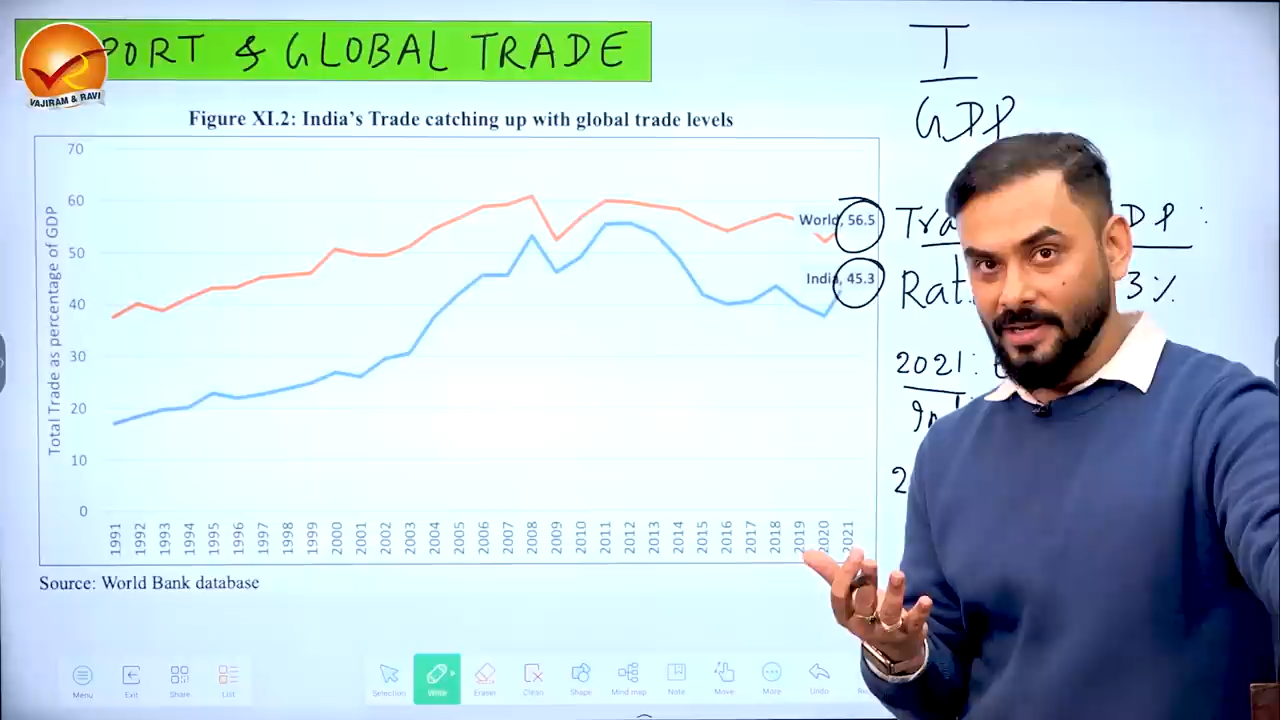 PORT & GLOBAL TRADE
VAJIRAM & RAVI
Figure XI.2: India's Trade catching up with global trade levels
Total Trade as percentage of GDP
70
60
50
40
30
20
10
0
World, 56.5
India, 45.3
1991 1992 1993 1994 1995 1996 1997 1998 1999 2000 2001 2002 2003 2004 2005 2006 2007 2008 2009 2010 2011 2012 2013 2014 2015 2016 2017 2018 2019 2020 2021
Source: World Bank database
T
GDP
DP :
3%
2021:
Menu Exit Share List Selection Write Eraser Clean Shape Mind map Note Move More Undo